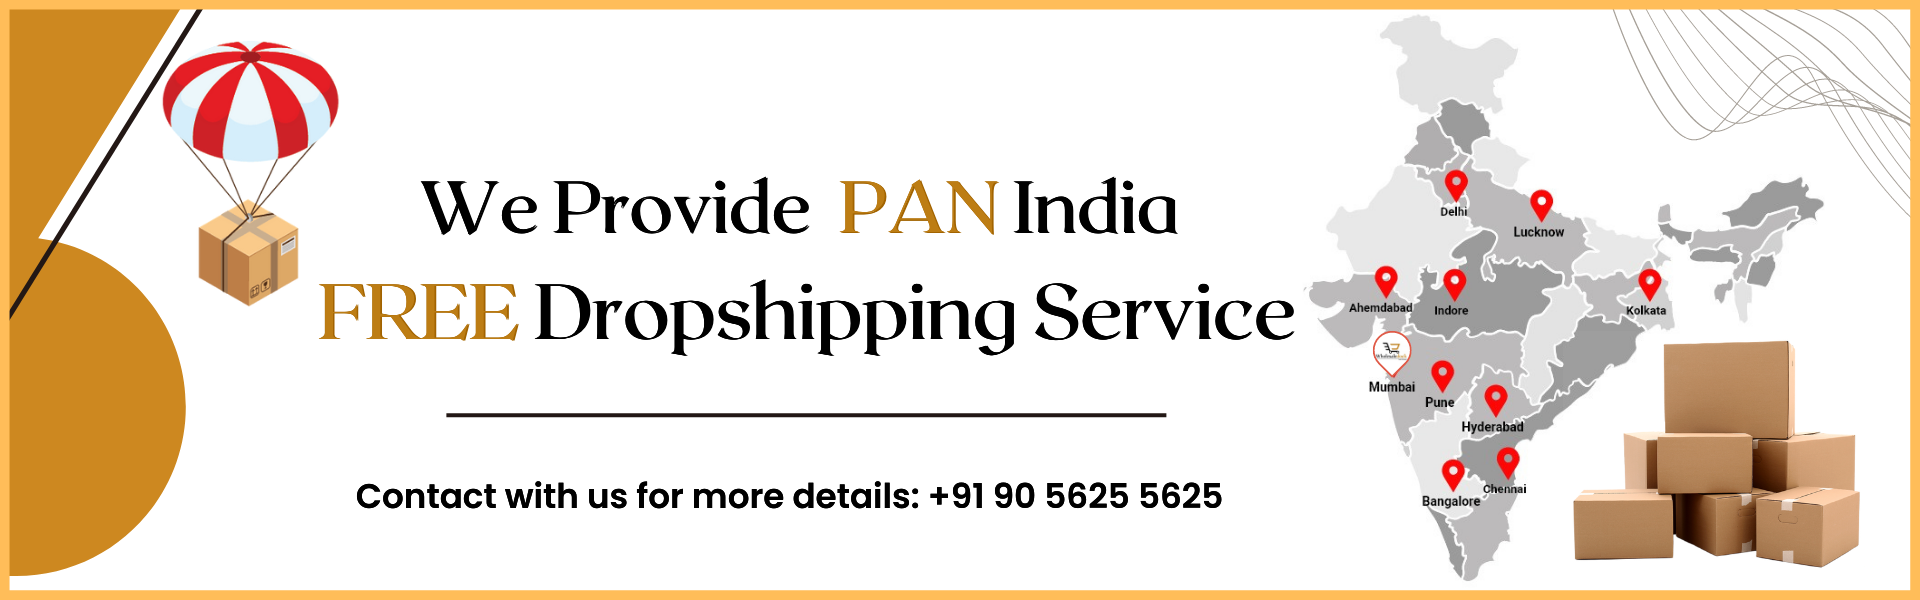 We Provide PAN India
FREE Dropshipping Service
Contact with us for more details: +91 90 5625 5625
Delhi
Lucknow
Ahemdabad
Indore
Kolkata
Mumbai
Pune
Hyderabad
Bangalore
Chennai